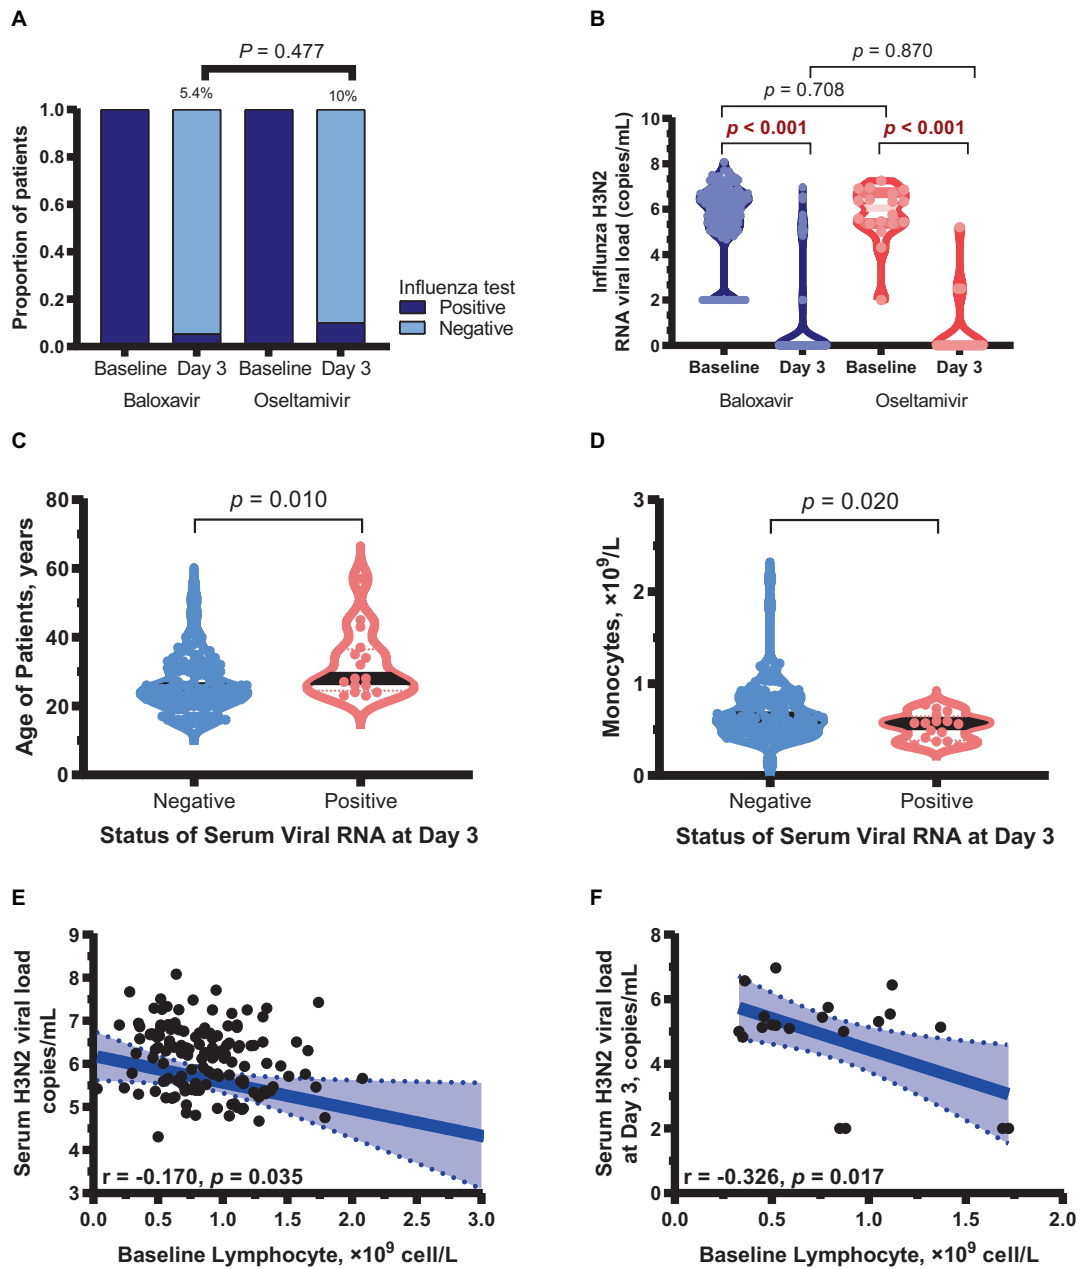 A
P = 0.477
5.4%
10%
1.0
0.8
0.6
0.4
0.2
0.0
Proportion of patients
Baseline Day 3 Baseline Day 3
Baloxavir Oseltamivir
Influenza test
Positive
Negative
B
p = 0.870
p = 0.708
p < 0.001 p < 0.001
10
8
6
4
2
0
Influnza H3N2
RNA viral load (copies/mL)
Baseline Day 3 Baseline Day 3
Baloxavir Oseltamivir
C
p = 0.010
80
60
40
20
0
Age of Patients, years
Negative Positive
Status of Serum Viral RNA at Day 3
D
p = 0.020
3
2
1
0
Monocytes, ×10⁹/L
Negative Positive
Status of Serum Viral RNA at Day 3
E
9
8
7
6
5
4
3
Serum H3N2 viral load
copies/mL
r = -0.170, p = 0.035
0.0 0.5 1.0 1.5 2.0 2.5 3.0
Baseline Lymphocyte, ×10⁹ cell/L
F
8
6
4
2
0
Serum H3N2 viral load
at Day 3, copies/mL
r = -0.326, p = 0.017
0.0 0.5 1.0 1.5 2.0
Baseline Lymphocyte, ×10⁹ cell/L